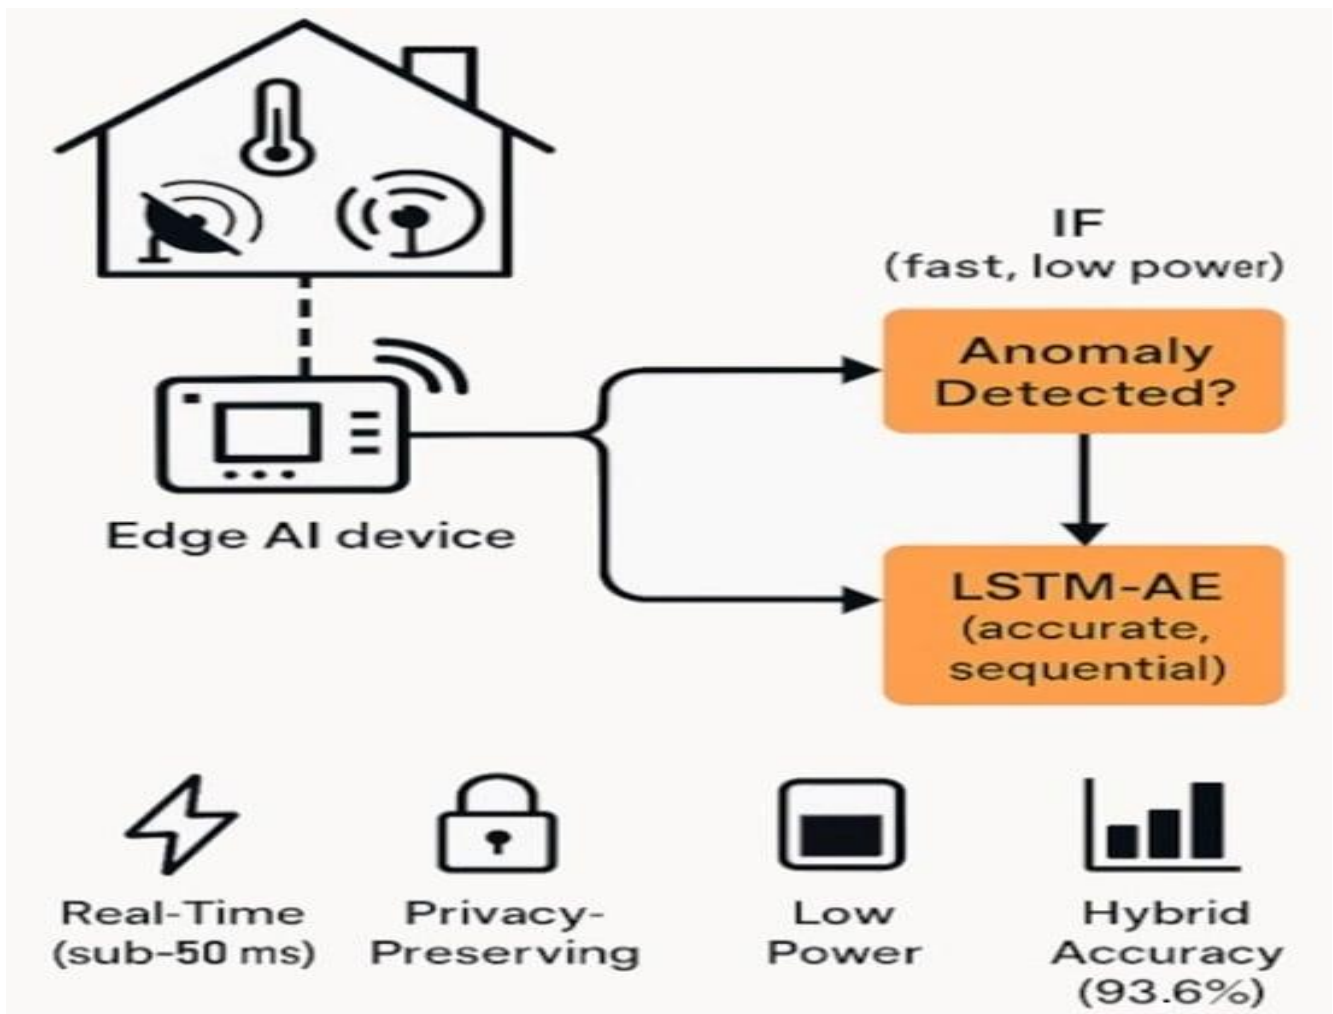 IF
(fast, low power)
Anomaly
Detected?
Edge AI device
LSTM-AE
(accurate,
sequential)
Real-Time
(sub-50 ms)
Privacy-
Preserving
Low
Power
Hybrid
Accuracy
(93.6%)